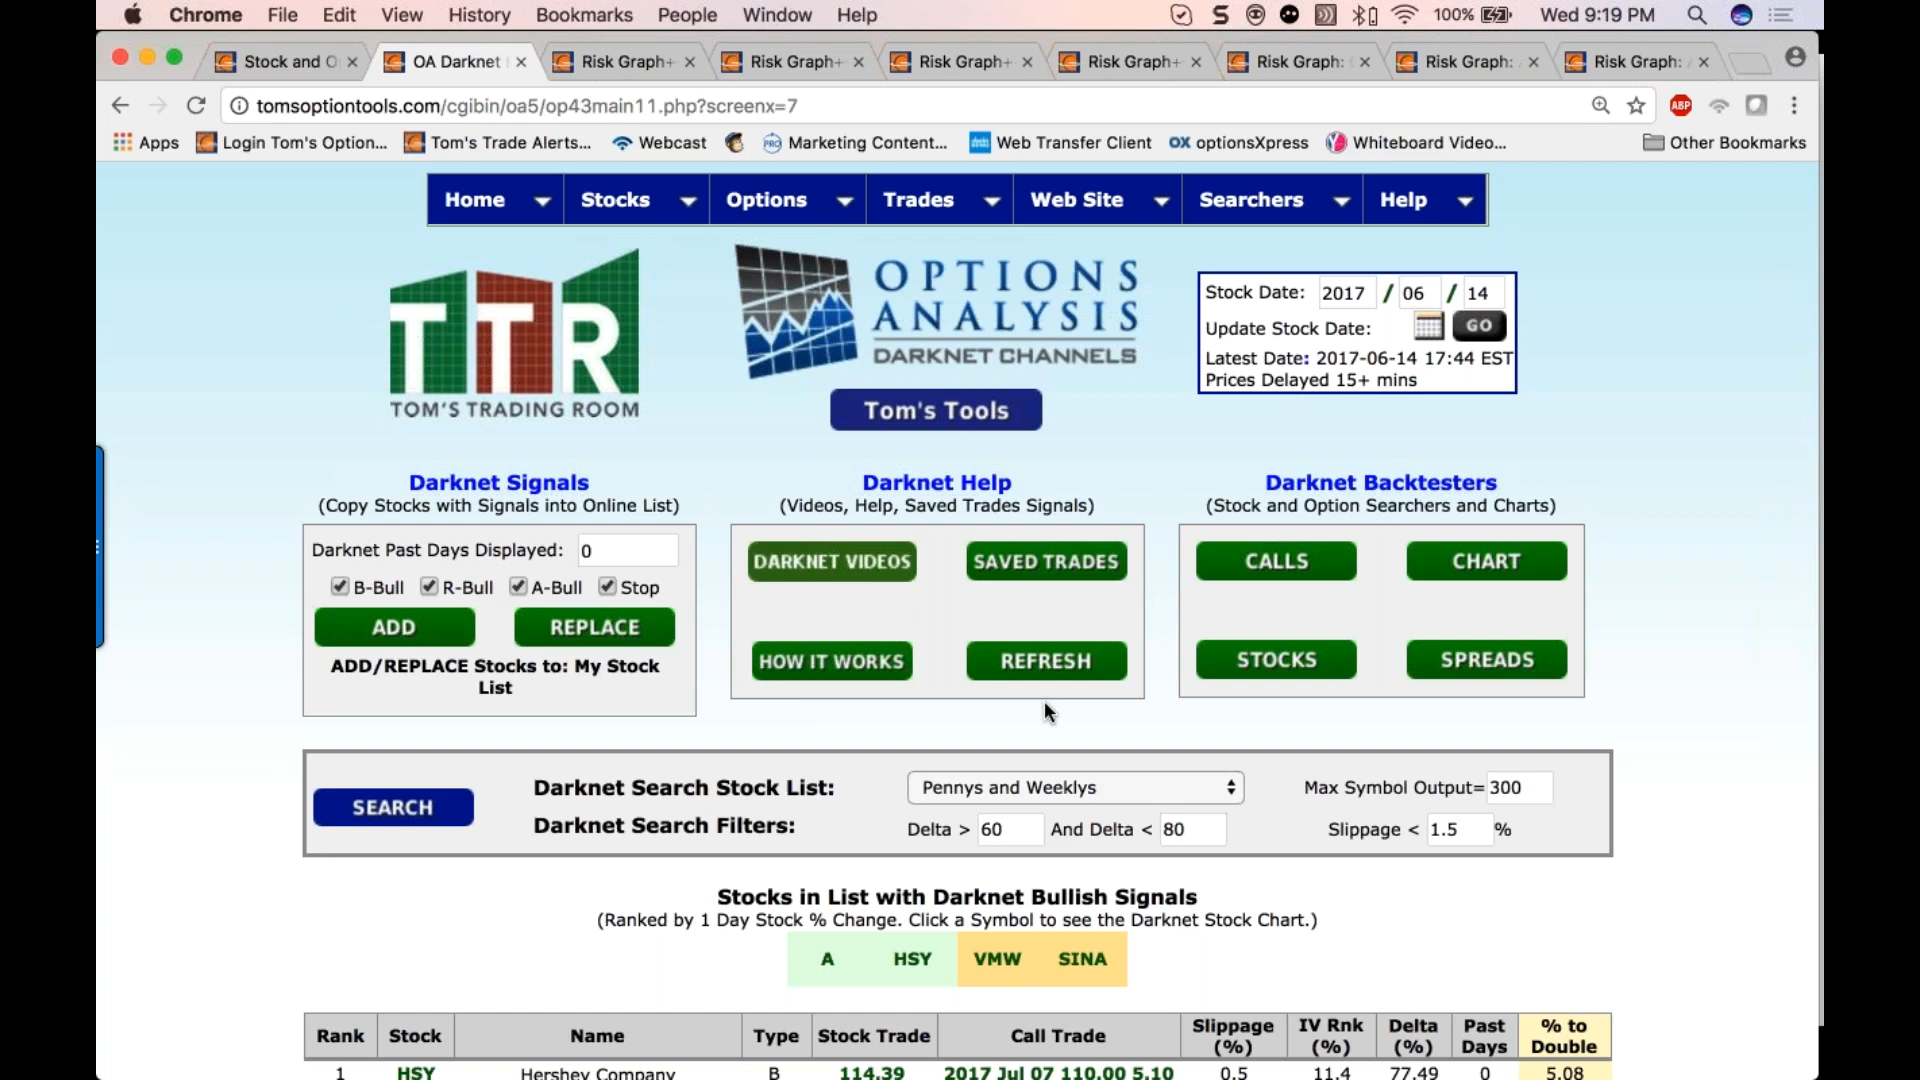 Chrome File Edit View History Bookmarks People Window Help 100% Wed 9:19 PM
Stock and O OA Darknet Risk Graph+ Risk Graph+ Risk Graph+ Risk Graph+ Risk Graph: Risk Graph: Risk Graph:
tomsoptiontools.com/cgibin/oa5/op43main11.php?screenx=7 ABP
Apps Login Tom's Option... Tom's Trade Alerts... Webcast PRO Marketing Content... Web Transfer Client OX optionsXpress Whiteboard Video... Other Bookmarks
Home Stocks Options Trades Web Site Searchers Help
TTR
TOM'S TRADING ROOM
OPTIONS
ANALYSIS
DARKNET CHANNELS
Tom's Tools
Stock Date: 2017 / 06 / 14
Update Stock Date: GO
Latest Date: 2017-06-14 17:44 EST
Prices Delayed 15+ mins
Darknet Signals
(Copy Stocks with Signals into Online List)
Darknet Past Days Displayed: 0
B-Bull R-Bull A-Bull Stop
ADD REPLACE
ADD/REPLACE Stocks to: My Stock
List
Darknet Help
(Videos, Help, Saved Trades Signals)
DARKNET VIDEOS SAVED TRADES
HOW IT WORKS REFRESH
Darknet Backtesters
(Stock and Option Searchers and Charts)
CALLS CHART
STOCKS SPREADS
SEARCH
Darknet Search Stock List: Pennys and Weeklys Max Symbol Output= 300
Darknet Search Filters: Delta > 60 And Delta < 80 Slippage < 1.5 %
Stocks in List with Darknet Bullish Signals
(Ranked by 1 Day Stock % Change. Click a Symbol to see the Darknet Stock Chart.)
A HSY VMW SINA
Rank Stock Name Type Stock Trade Call Trade Slippage (%) IV Rnk (%) Delta (%) Past Days % to Double
1 HSY Hershey Company B 114.39 2017 Jul 07 110.00 5.10 0.5 11.4 77.49 0 5.08